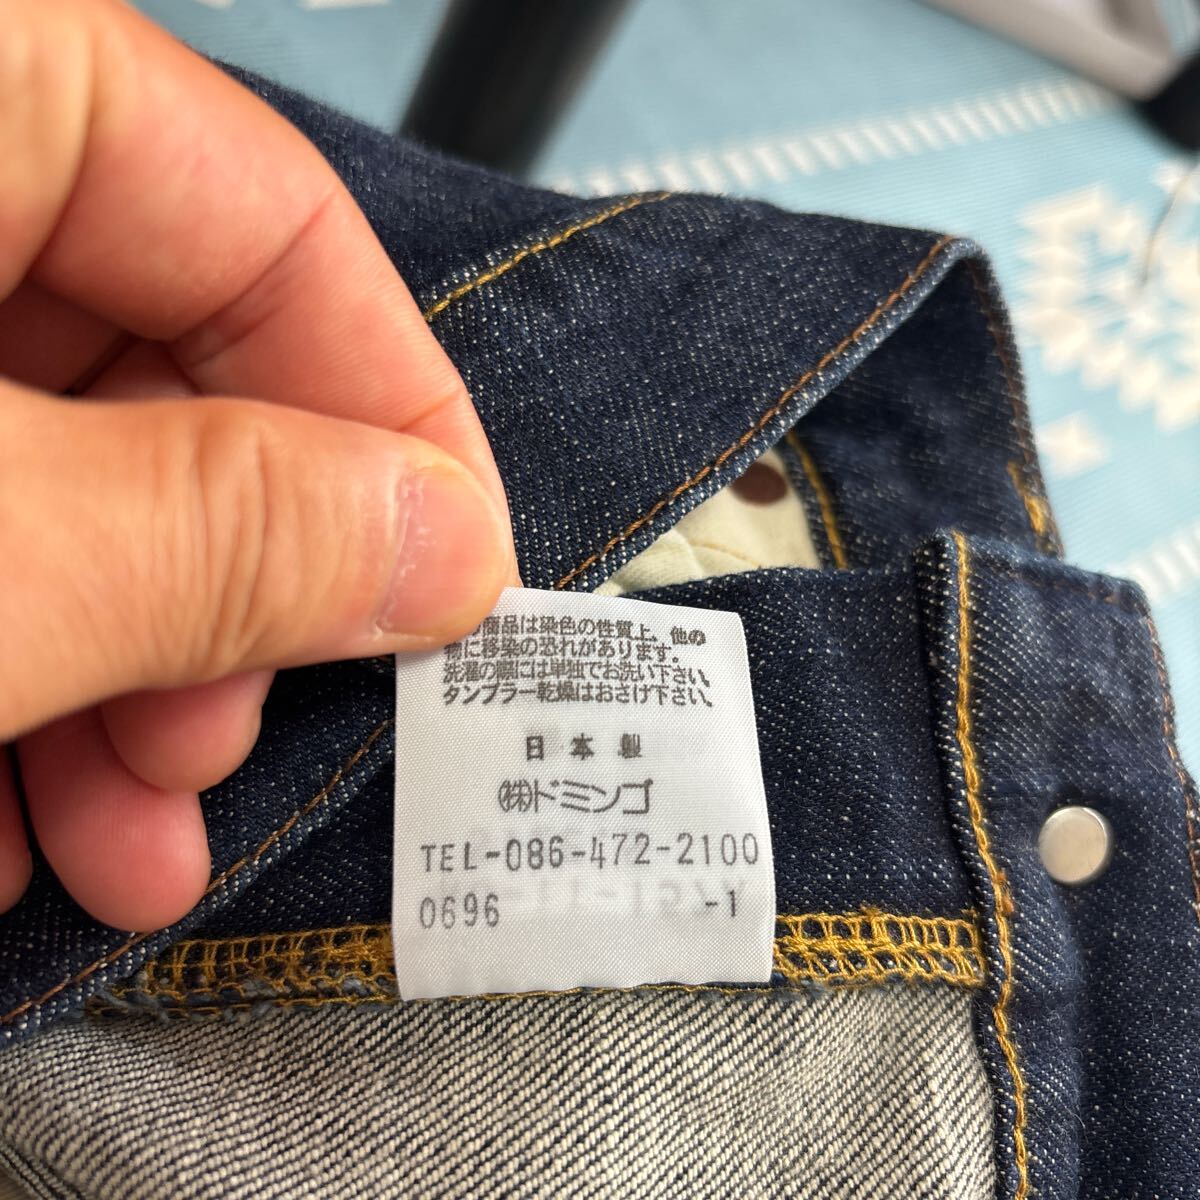 商品は染色の性質上、他の
物に移染の恐れがあります。
洗濯の際には単独でお洗い下さい。
タンブラー乾燥はおさけ下さい。
日本製
㈱ドミンゴ
TEL-086-472-2100
0696 -1